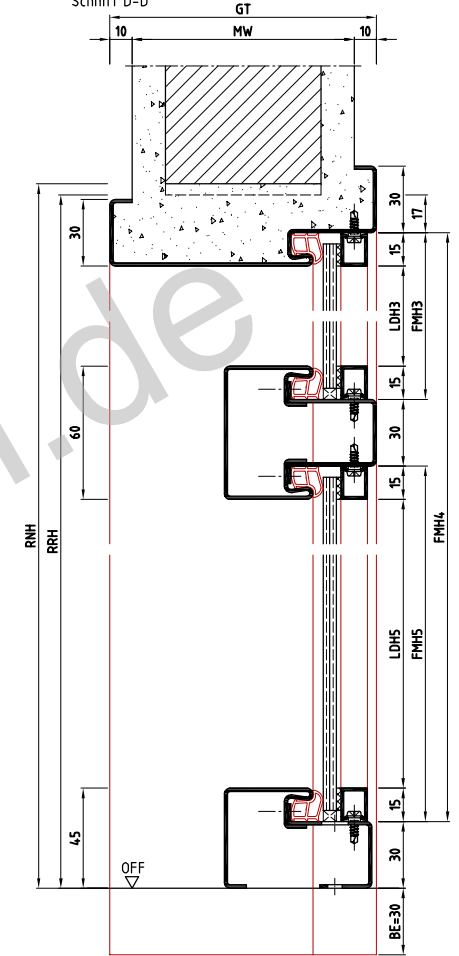 Schnitt D-D
GT
10
MW
10
30
17
30
15
LDH3
FMH3
15
60
30
15
RNH
RRH
FMH4
LDH5
FMH5
15
45
30
OFF
BE=30
.de